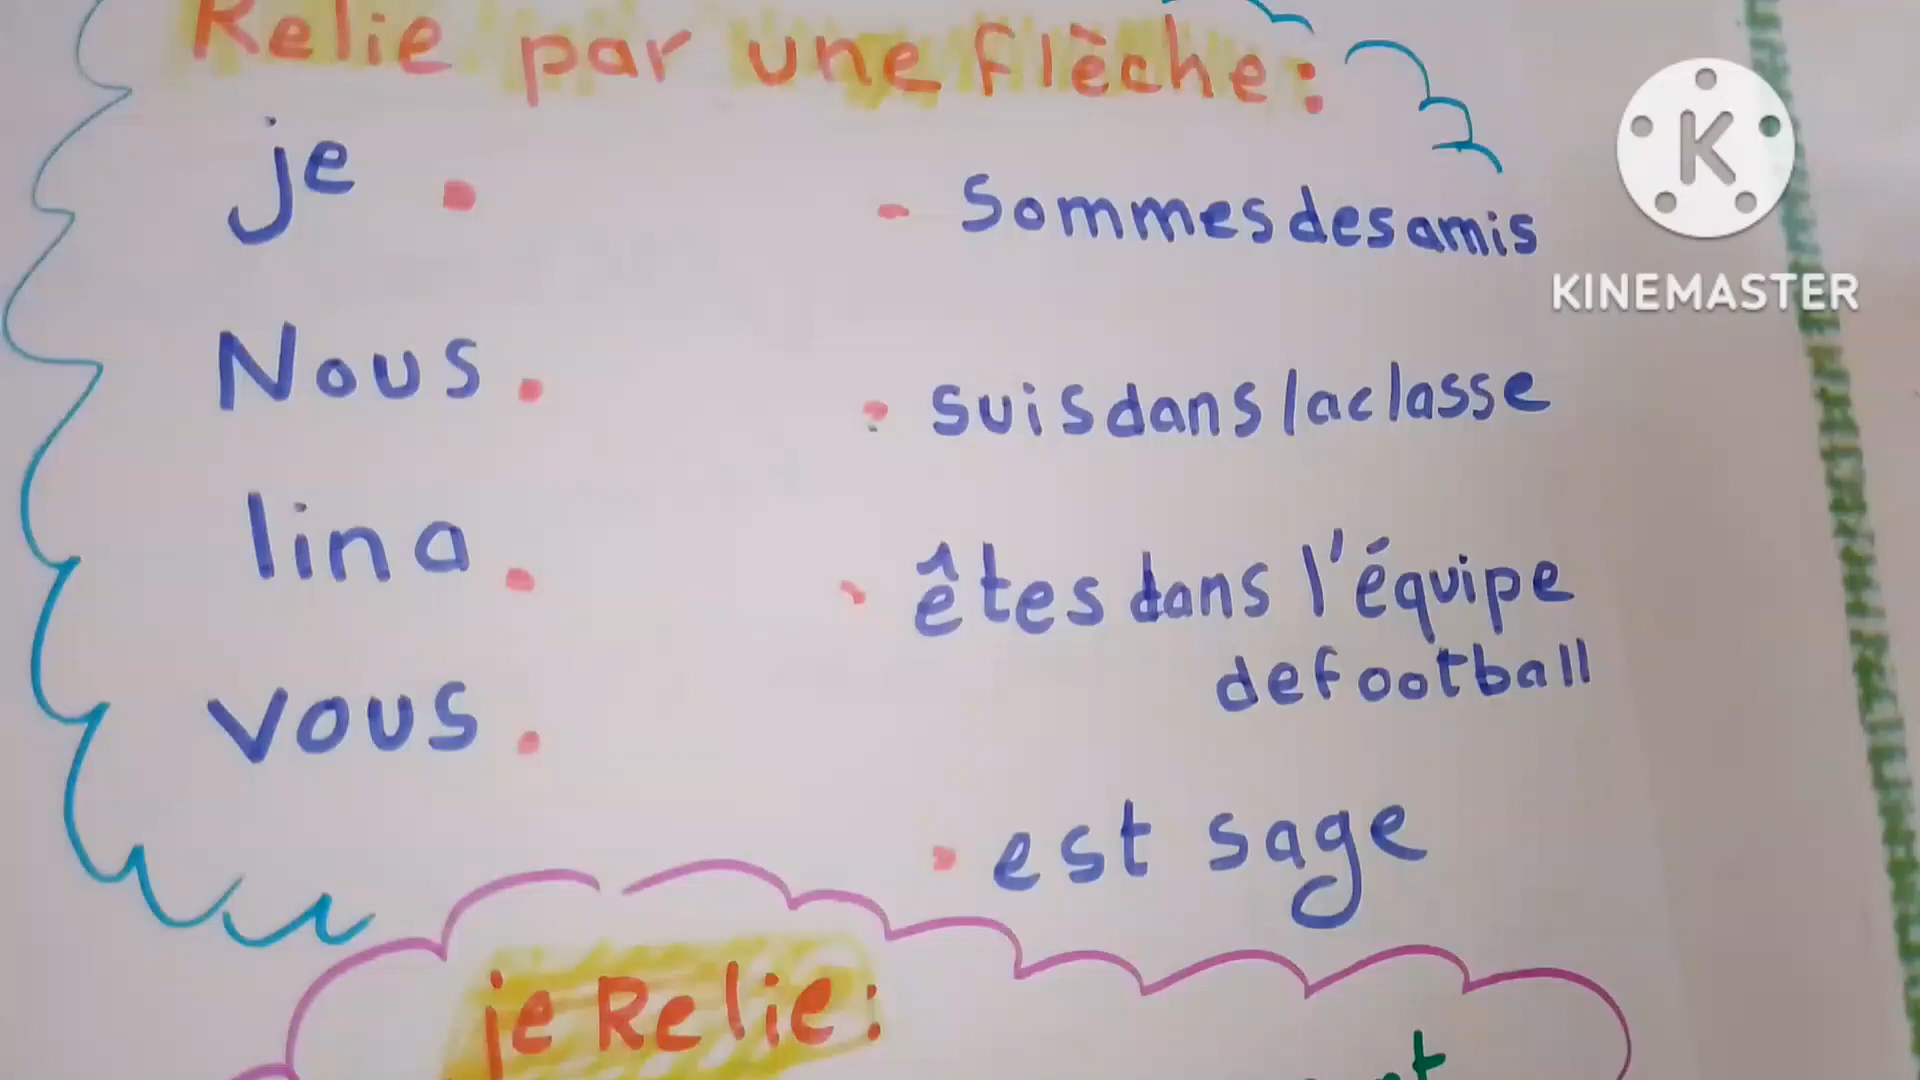 Relie par une flèche:
je . - Sommes des amis
Nous . . suis dans la classe
lina . . êtes dans l'équipe
de football
vous .
. est sage
je Relie:
KINEMASTER